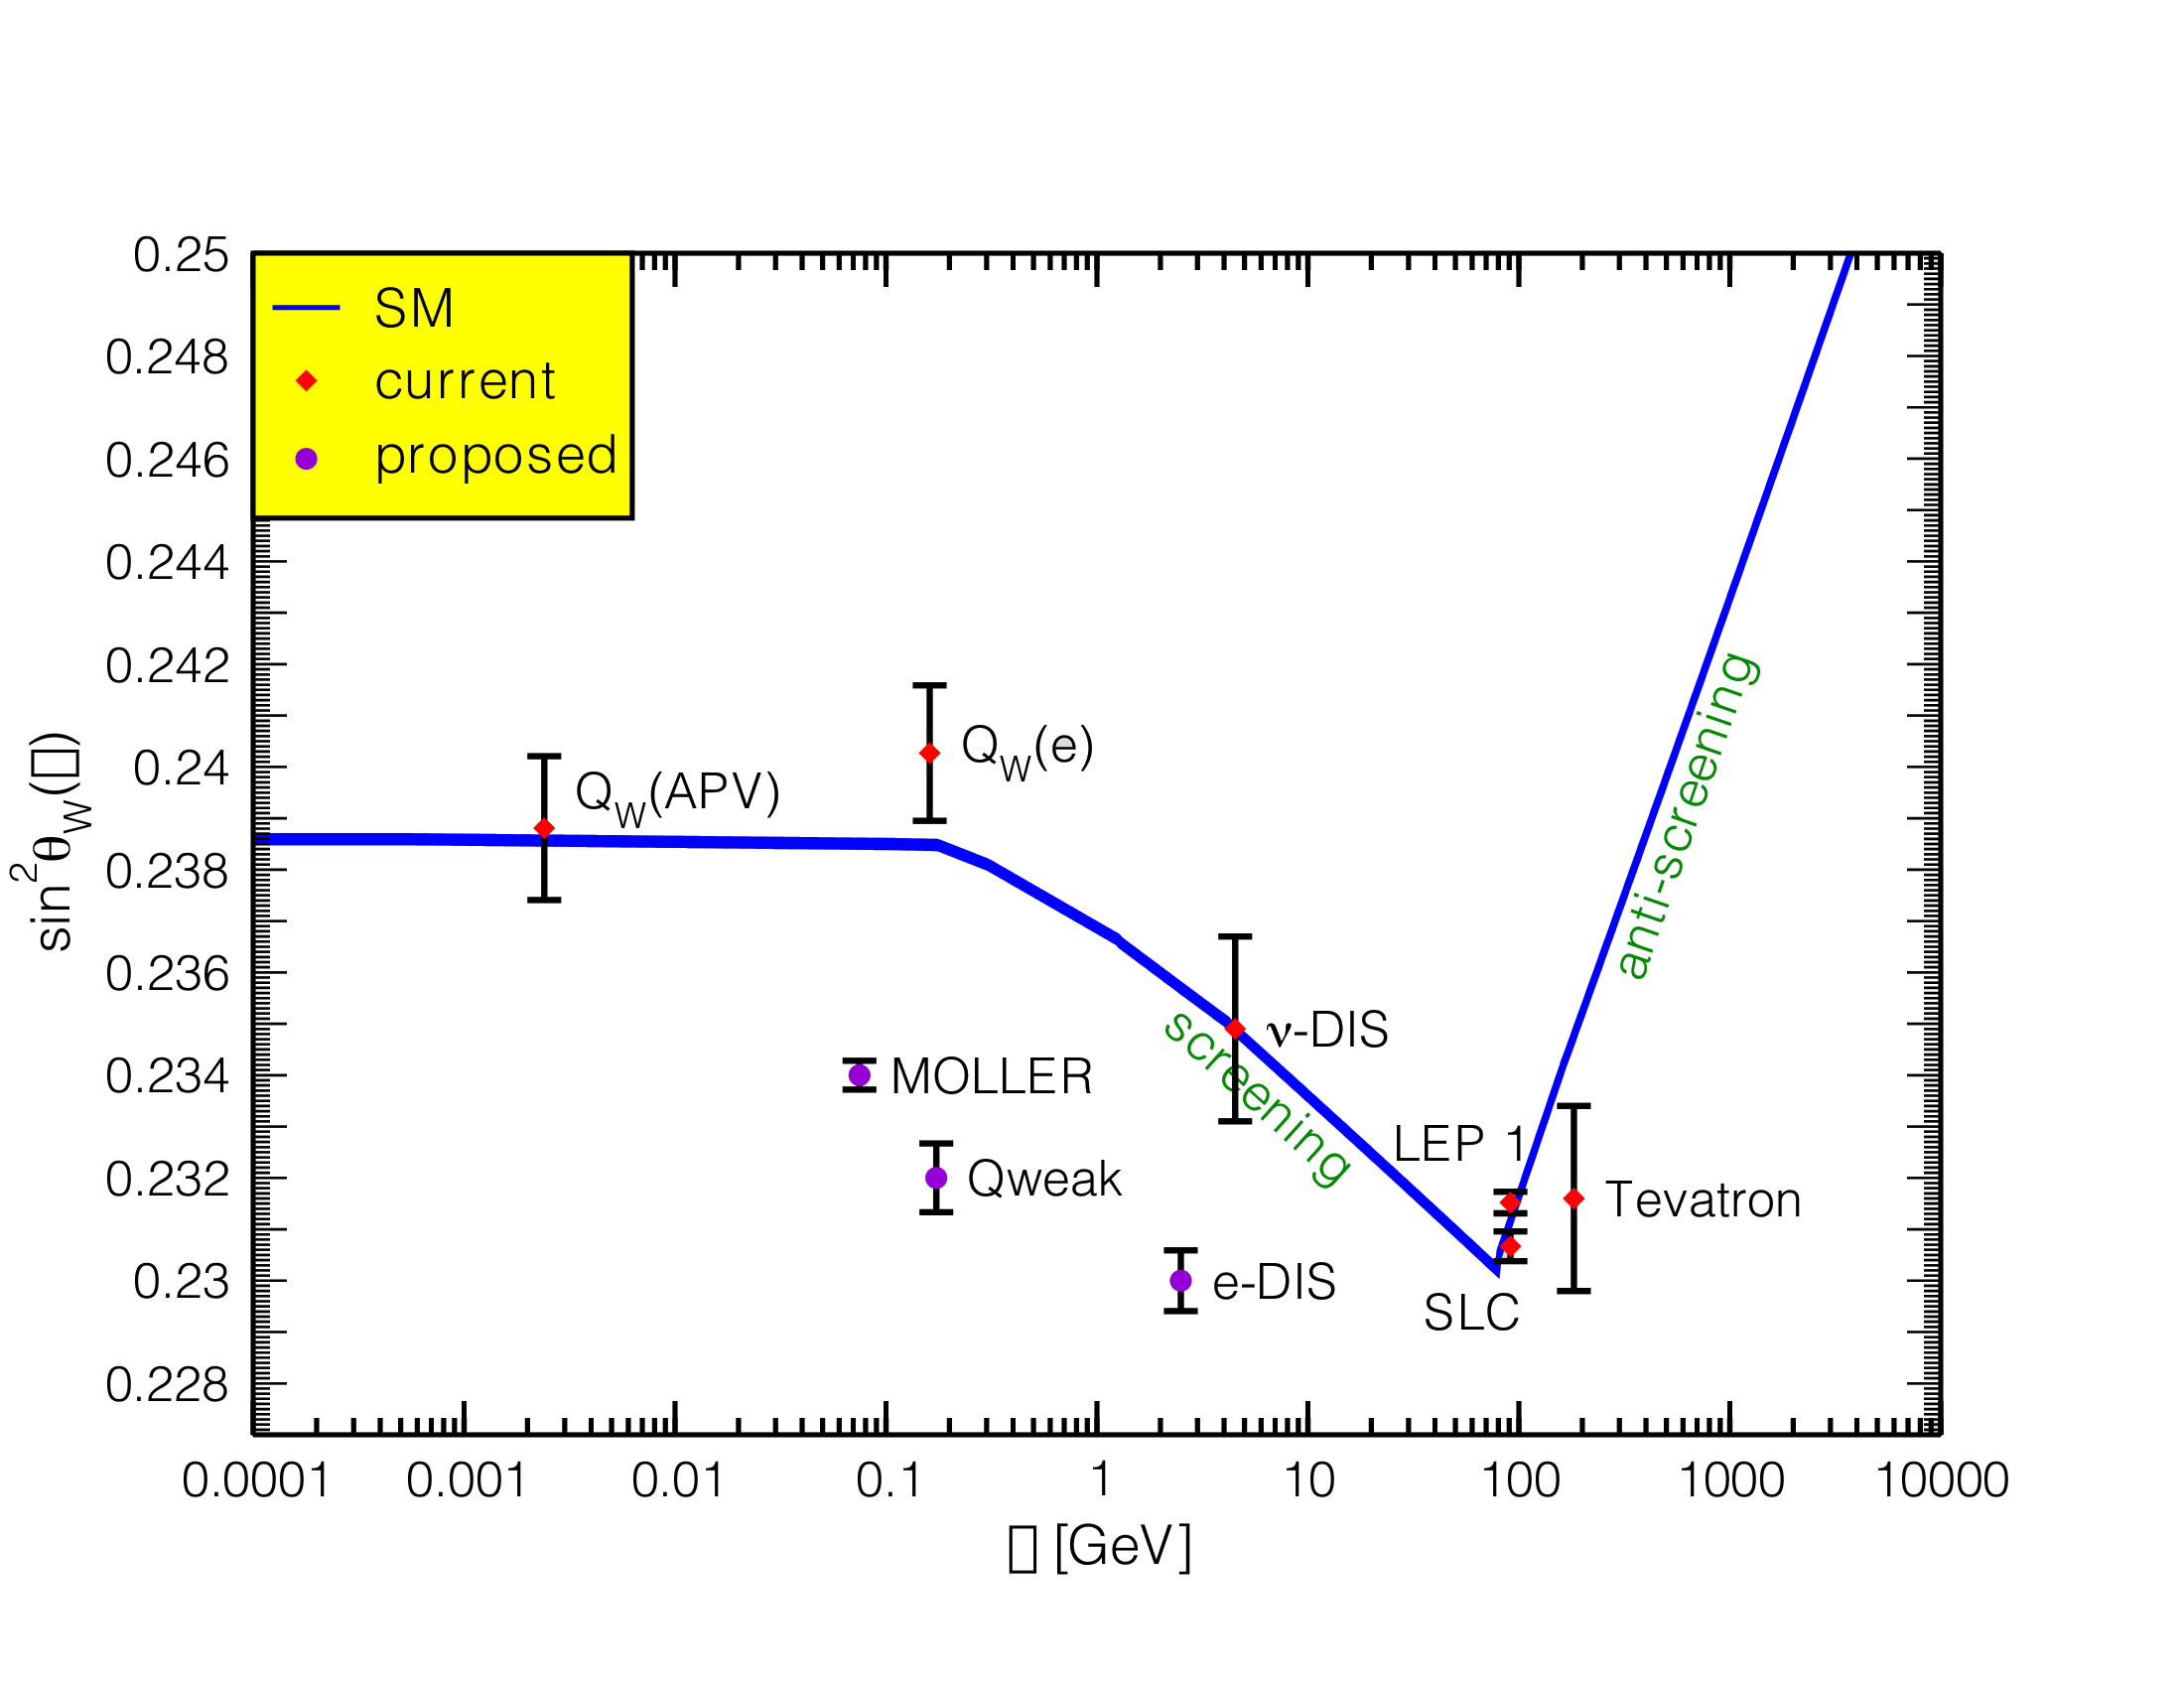 0.25
0.248
0.246
0.244
0.242
0.24
0.238
0.236
0.234
0.232
0.23
0.228
sin²θW(▯)
SM
current
proposed
QW(APV)
QW(e)
ν-DIS
screening
anti-screening
MOLLER
Qweak
e-DIS
LEP 1
SLC
Tevatron
0.0001 0.001 0.01 0.1 1 10 100 1000 10000
▯ [GeV]